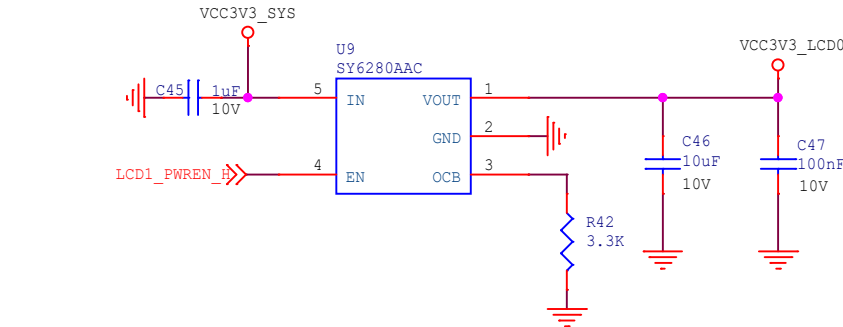 VCC3V3_SYS
VCC3V3_LCD0
U9
SY6280AAC
C45
1uF
10V
5
IN
VOUT
1
GND
2
LCD1_PWREN_H
4
EN
OCB
3
C46
10uF
10V
C47
100nF
10V
R42
3.3K